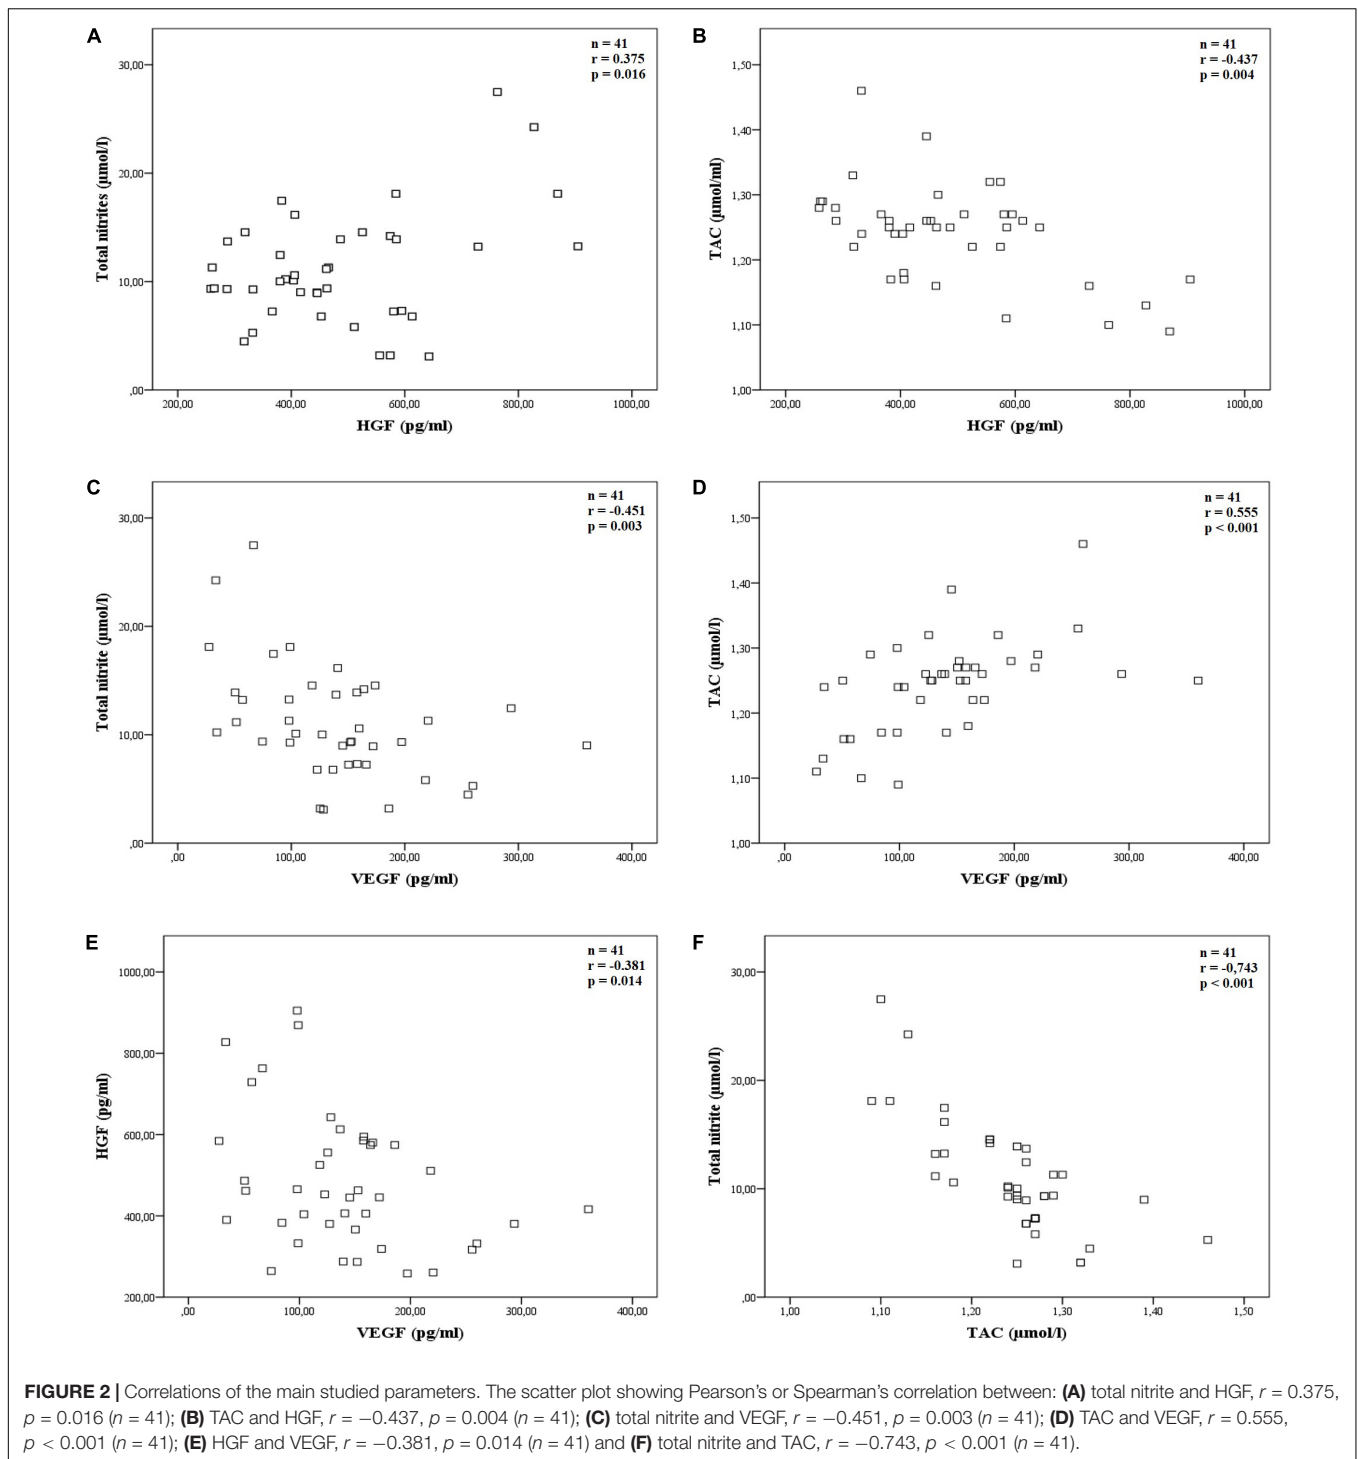 A
n = 41
r = 0.375
p = 0.016
30,00
20,00
10,00
,00
Total nitrites (µmol/l)
200,00 400,00 600,00 800,00 1000,00
HGF (pg/ml)
B
n = 41
r = -0.437
p = 0.004
1,50
1,40
1,30
1,20
1,10
1,00
TAC (µmol/ml)
200,00 400,00 600,00 800,00 1000,00
HGF (pg/ml)
C
n = 41
r = -0.451
p = 0.003
30,00
20,00
10,00
,00
Total nitrite (µmol/l)
,00 100,00 200,00 300,00 400,00
VEGF (pg/ml)
D
n = 41
r = 0.555
p < 0.001
1,50
1,40
1,30
1,20
1,10
1,00
TAC (µmol/l)
,00 100,00 200,00 300,00 400,00
VEGF (pg/ml)
E
n = 41
r = -0.381
p = 0.014
1000,00
800,00
600,00
400,00
200,00
HGF (pg/ml)
,00 100,00 200,00 300,00 400,00
VEGF (pg/ml)
F
n = 41
r = -0,743
p < 0.001
30,00
20,00
10,00
,00
Total nitrite (µmol/l)
1,00 1,10 1,20 1,30 1,40 1,50
TAC (µmol/l)
FIGURE 2 | Correlations of the main studied parameters. The scatter plot showing Pearson's or Spearman's correlation between: (A) total nitrite and HGF, r = 0.375,
p = 0.016 (n = 41); (B) TAC and HGF, r = −0.437, p = 0.004 (n = 41); (C) total nitrite and VEGF, r = −0.451, p = 0.003 (n = 41); (D) TAC and VEGF, r = 0.555,
p < 0.001 (n = 41); (E) HGF and VEGF, r = −0.381, p = 0.014 (n = 41) and (F) total nitrite and TAC, r = −0.743, p < 0.001 (n = 41).